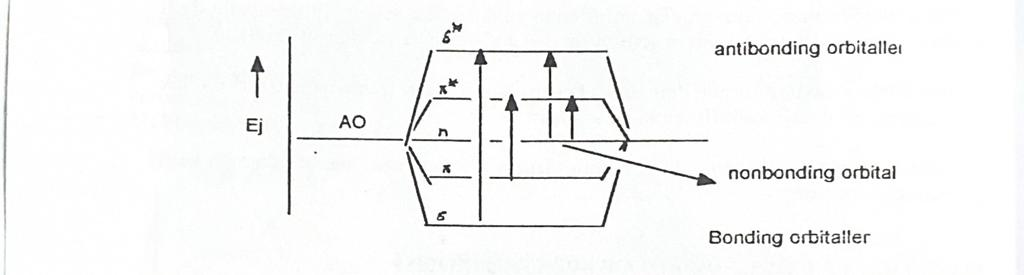 σ*
antibonding orbitaller
π*
Ej
AO
n
π
nonbonding orbital
σ
Bonding orbitaller